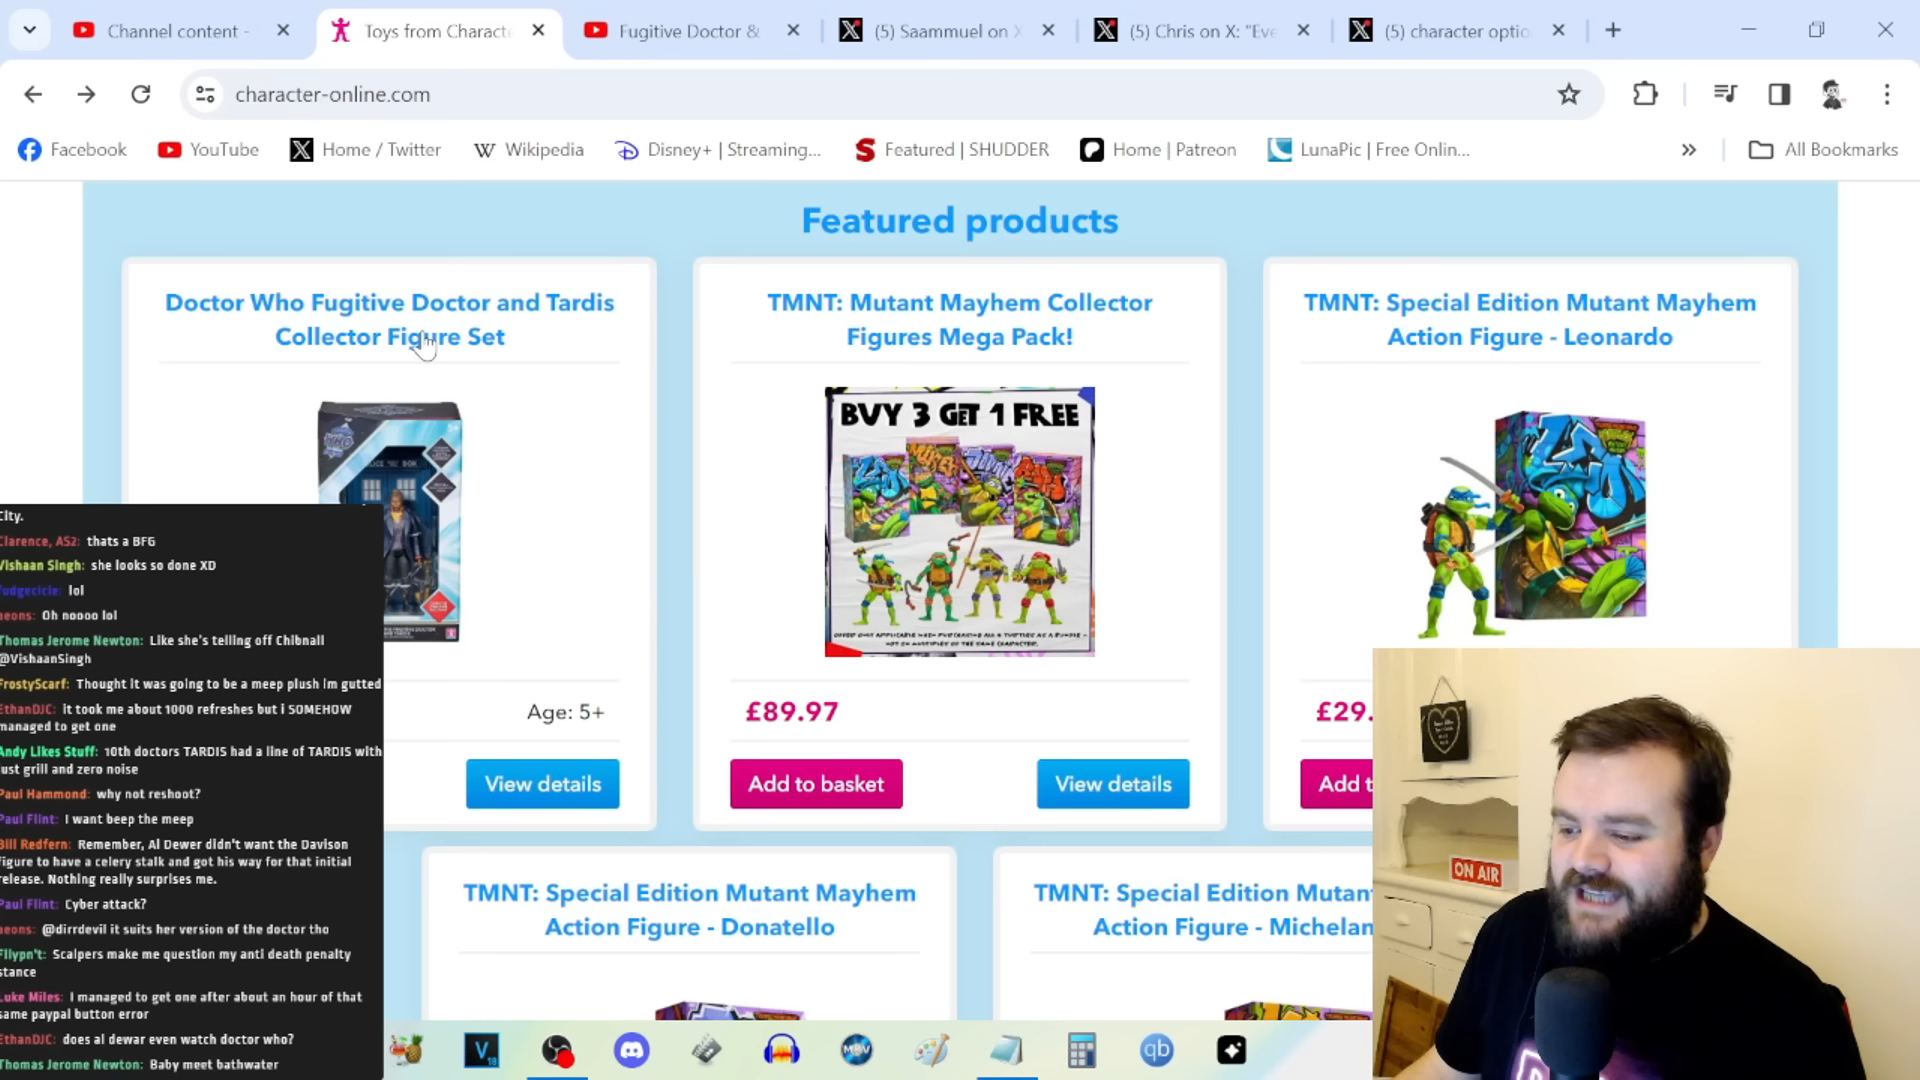 Channel content -
Toys from Characte
Fugitive Doctor &
(5) Saammuel on X
(5) Chris on X: "Eve
(5) character optio
character-online.com
Facebook
YouTube
Home / Twitter
Wikipedia
Disney+ | Streaming...
Featured | SHUDDER
Home | Patreon
LunaPic | Free Onlin...
All Bookmarks
Featured products
Doctor Who Fugitive Doctor and Tardis
Collector Figure Set
TMNT: Mutant Mayhem Collector
Figures Mega Pack!
BUY 3 GET 1 FREE
TMNT: Special Edition Mutant Mayhem
Action Figure - Leonardo
Age: 5+
View details
£89.97
Add to basket
View details
£29.
Add t
TMNT: Special Edition Mutant Mayhem
Action Figure - Donatello
TMNT: Special Edition Mutan
Action Figure - Michelan
City.
Clarence, AS2: thats a BFG
Vishaan Singh: she looks so done XD
fudgecicle: lol
aeons: Oh noooo lol
Thomas Jerome Newton: Like she's telling off Chibnall
@VishaanSingh
FrostyScarf: Thought it was going to be a meep plush im gutted
EthanDJC: it took me about 1000 refreshes but i SOMEHOW
managed to get one
Andy Likes Stuff: 10th doctors TARDIS had a line of TARDIS with
just grill and zero noise
Paul Hammond: why not reshoot?
Paul Flint: I want beep the meep
Bill Redfern: Remember, Al Dewer didn't want the Davison
figure to have a celery stalk and got his way for that initial
release. Nothing really surprises me.
Paul Flint: Cyber attack?
aeons: @dirrdevil it suits her version of the doctor tho
Fllypn't: Scalpers make me question my anti death penalty
stance
Luke Miles: I managed to get one after about an hour of that
same paypal button error
EthanDJC: does al dewar even watch doctor who?
Thomas Jerome Newton: Baby meet bathwater
ON AIR
V
18
MBV
qb